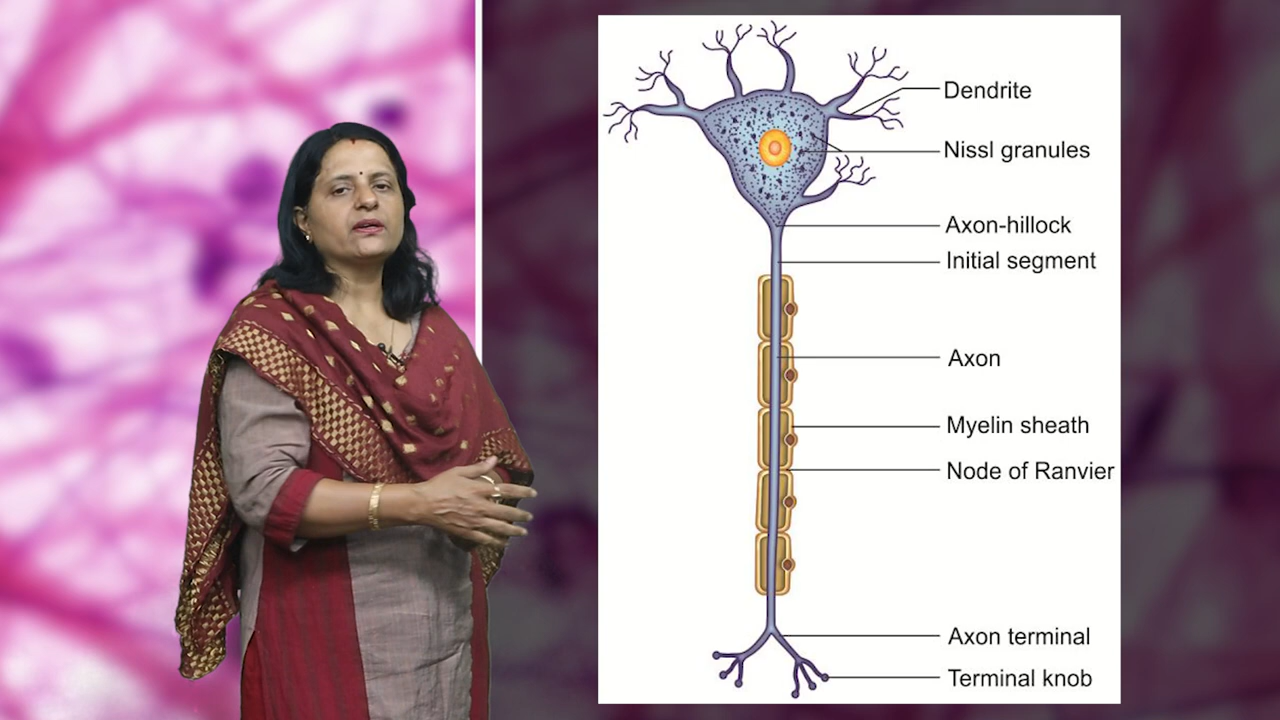 Dendrite
Nissl granules
Axon-hillock
Initial segment
Axon
Myelin sheath
Node of Ranvier
Axon terminal
Terminal knob